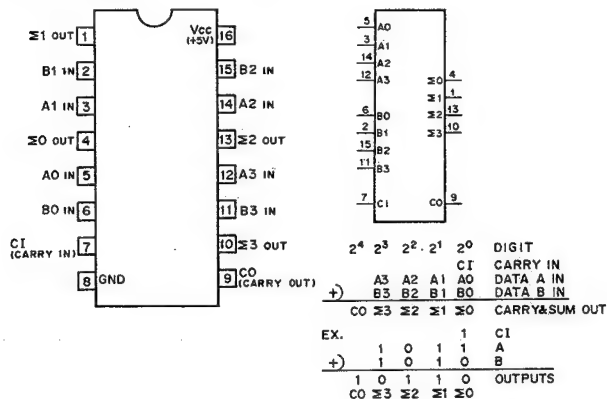 Σ1 OUT 1
B1 IN 2
A1 IN 3
Σ0 OUT 4
A0 IN 5
B0 IN 6
CI 7
(CARRY IN)
8 GND
Vcc 16
(+5V)
15 B2 IN
14 A2 IN
13 Σ2 OUT
12 A3 IN
11 B3 IN
10 Σ3 OUT
9 CO
(CARRY OUT)
5 A0
3 A1
14 A2
12 A3
6 B0
2 B1
15 B2
11 B3
7 CI
Σ0 4
Σ1 1
Σ2 13
Σ3 10
CO 9
2⁴ 2³ 2². 2¹ 2⁰ DIGIT
CI CARRY IN
A3 A2 A1 A0 DATA A IN
+) B3 B2 B1 B0 DATA B IN
CO Σ3 Σ2 Σ1 Σ0 CARRY&SUM OUT
EX. 1 CI
1 0 1 1 A
+) 1 0 1 0 B
1 0 1 1 0 OUTPUTS
CO Σ3 Σ2 Σ1 Σ0